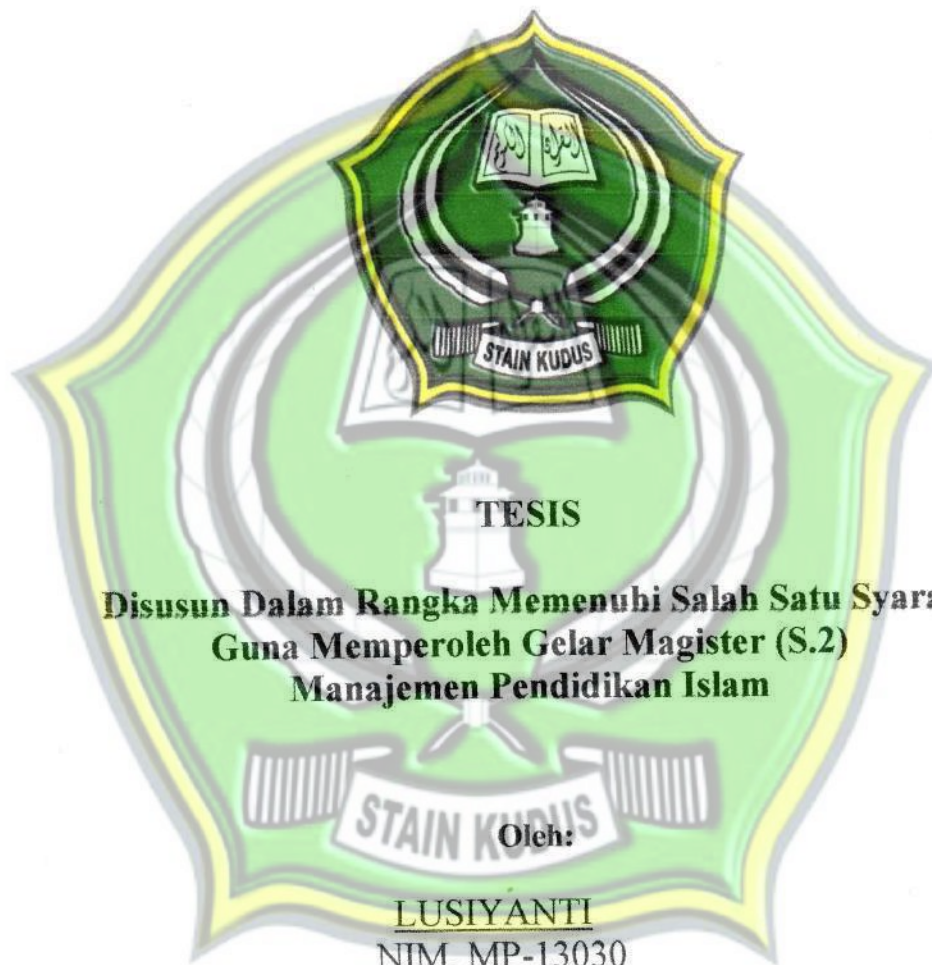 STAIN KUDUS
TESIS
Disusun Dalam Rangka Memenuhi Salah Satu Syara
Guna Memperoleh Gelar Magister (S.2)
Manajemen Pendidikan Islam
STAIN KUDUS
Oleh:
LUSIYANTI
NIM MP-13030